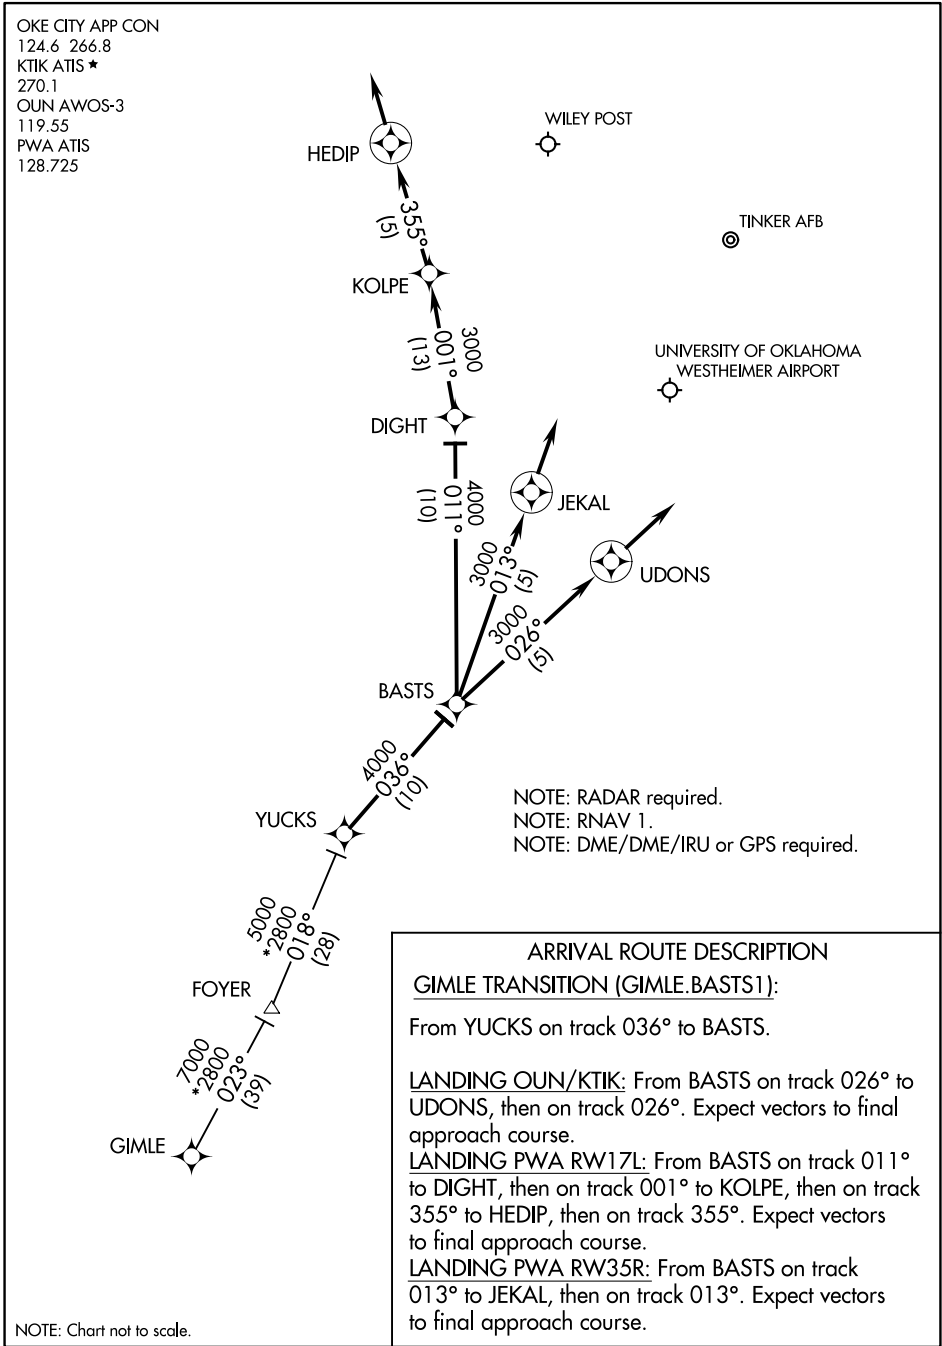 OKE CITY APP CON
124.6 266.8
KTIK ATIS ★
270.1
OUN AWOS-3
119.55
PWA ATIS
128.725
WILEY POST
HEDIP
TINKER AFB
355°
(5)
KOLPE
3000
001°
(13)
UNIVERSITY OF OKLAHOMA
WESTHEIMER AIRPORT
DIGHT
4000
011°
(10)
JEKAL
3000
013°
(5)
UDONS
3000
026°
(5)
BASTS
4000
036°
(10)
NOTE: RADAR required.
NOTE: RNAV 1.
NOTE: DME/DME/IRU or GPS required.
YUCKS
5000
*2800
018°
(28)
FOYER
7000
*2800
023°
(39)
GIMLE
ARRIVAL ROUTE DESCRIPTION
GIMLE TRANSITION (GIMLE.BASTS1):
From YUCKS on track 036° to BASTS.
LANDING OUN/KTIK: From BASTS on track 026° to
UDONS, then on track 026°. Expect vectors to final
approach course.
LANDING PWA RW17L: From BASTS on track 011°
to DIGHT, then on track 001° to KOLPE, then on track
355° to HEDIP, then on track 355°. Expect vectors
to final approach course.
LANDING PWA RW35R: From BASTS on track
013° to JEKAL, then on track 013°. Expect vectors
to final approach course.
NOTE: Chart not to scale.